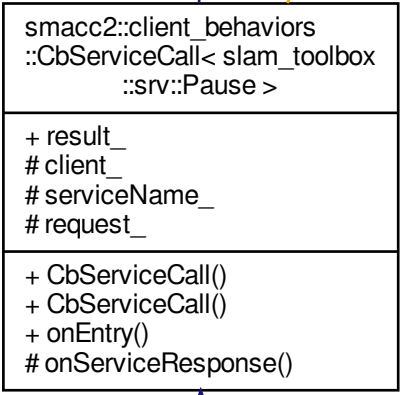 smacc2::client_behaviors
::CbServiceCall< slam_toolbox
::srv::Pause >
+ result_
# client_
# serviceName_
# request_
+ CbServiceCall()
+ CbServiceCall()
+ onEntry()
# onServiceResponse()